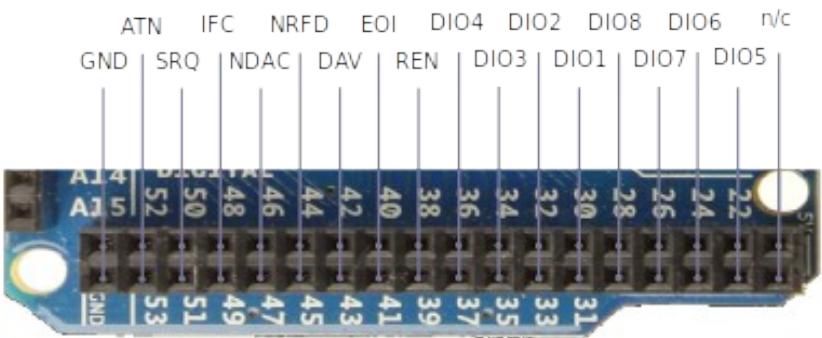 ATN IFC NRFD EOI DIO4 DIO2 DIO8 DIO6 n/c
GND SRQ NDAC DAV REN DIO3 DIO1 DIO7 DIO5
A14 DIGITAL
A15 52 50 48 46 44 42 40 38 36 34 32 30 28 26 24 22 5V
GND 53 51 49 47 45 43 41 39 37 35 33 31